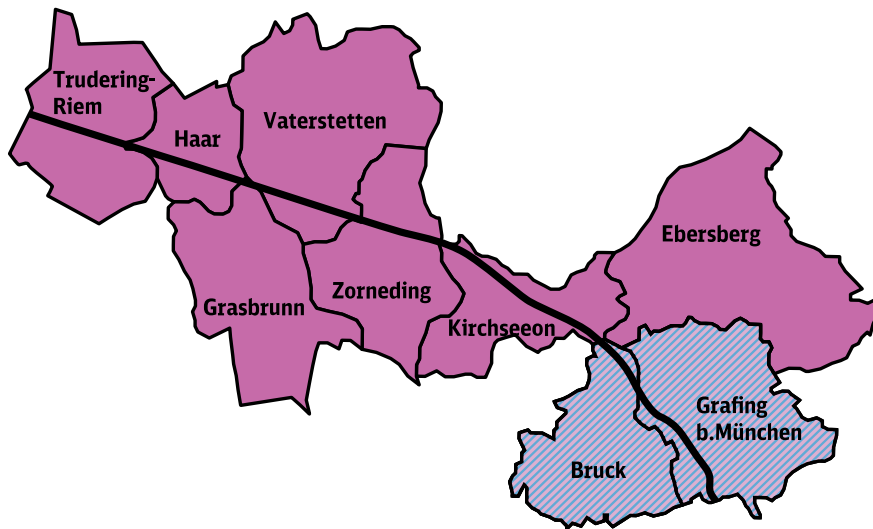 Trudering-
Riem
Haar
Vaterstetten
Ebersberg
Grasbrunn
Zorneding
Kirchseeon
Grafing
b.München
Bruck